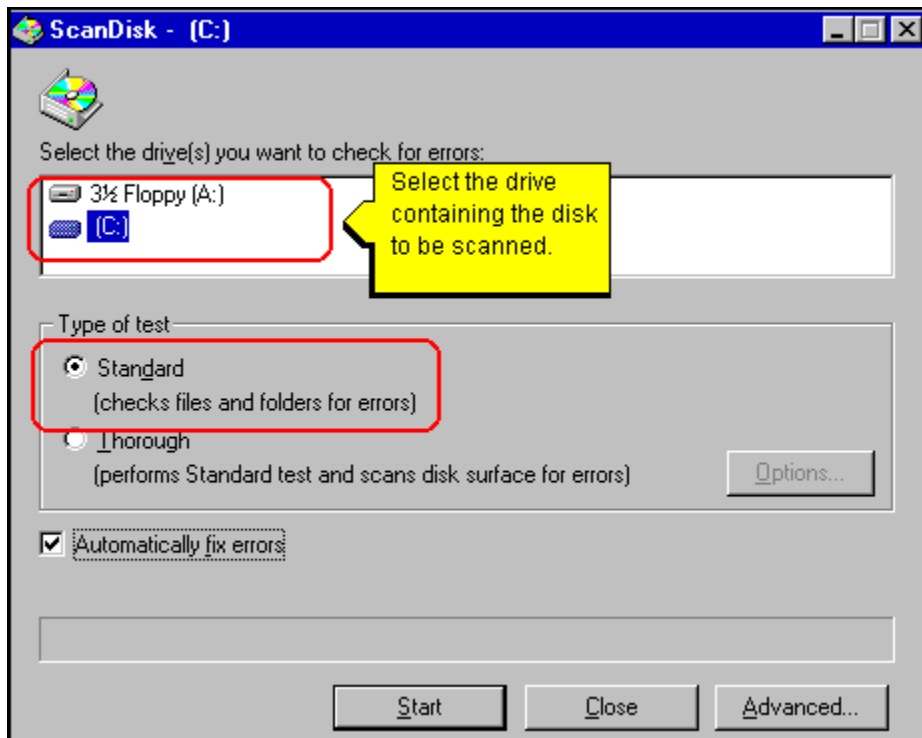 ScanDisk - (C:)
Select the drive(s) you want to check for errors:
3½ Floppy (A:)
(C:)
Select the drive
containing the disk
to be scanned.
Type of test
Standard
(checks files and folders for errors)
Thorough
(performs Standard test and scans disk surface for errors)
Options...
Automatically fix errors
Start
Close
Advanced...